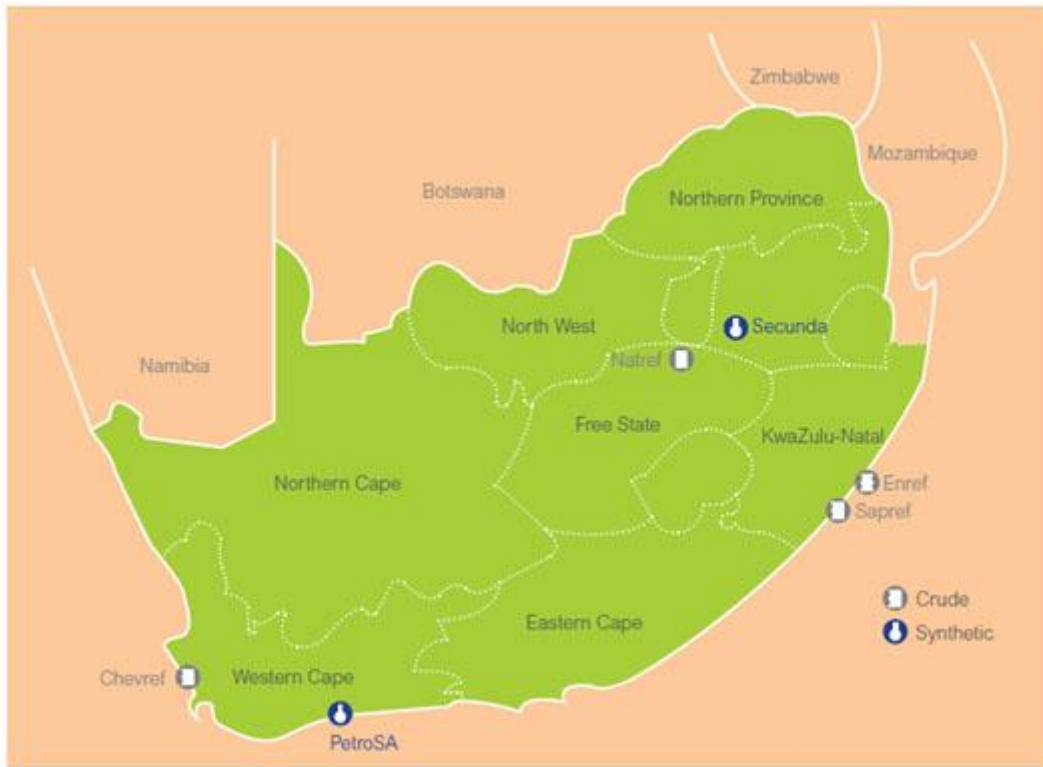 Zimbabwe
Mozambique
Botswana
Northern Province
North West
Secunda
Namibia
Natref
Free State
KwaZulu-Natal
Northern Cape
Enref
Sapref
Crude
Eastern Cape
Synthetic
Chevref
Western Cape
PetroSA